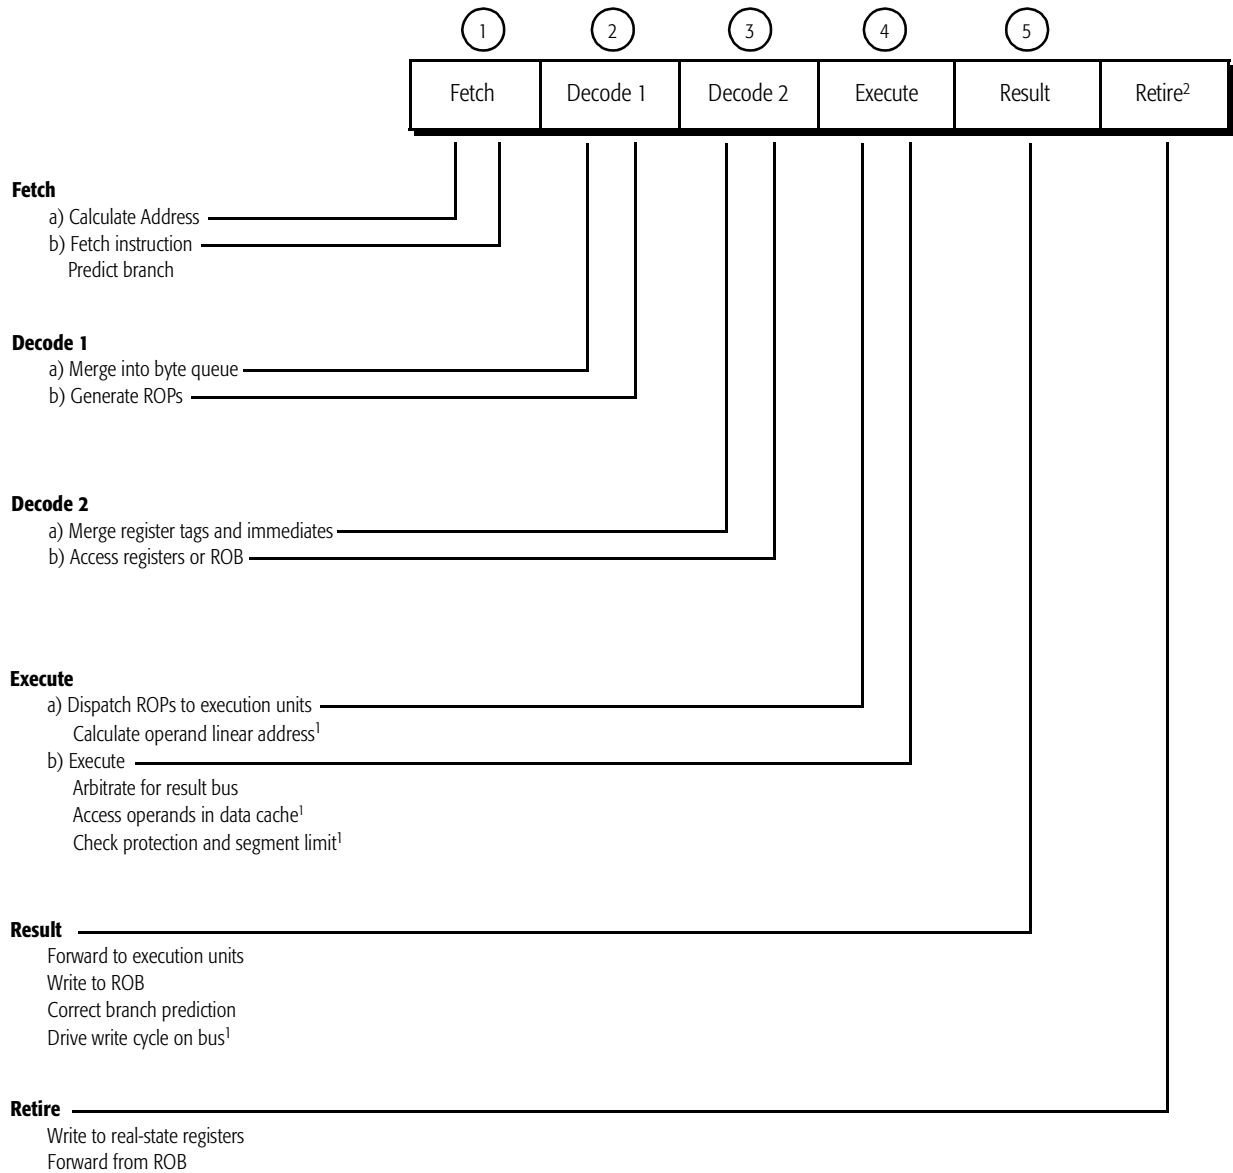 1 2 3 4 5
Fetch Decode 1 Decode 2 Execute Result Retire²
Fetch
a) Calculate Address
b) Fetch instruction
Predict branch
Decode 1
a) Merge into byte queue
b) Generate ROPs
Decode 2
a) Merge register tags and immediates
b) Access registers or ROB
Execute
a) Dispatch ROPs to execution units
Calculate operand linear address¹
b) Execute
Arbitrate for result bus
Access operands in data cache¹
Check protection and segment limit¹
Result
Forward to execution units
Write to ROB
Correct branch prediction
Drive write cycle on bus¹
Retire
Write to real-state registers
Forward from ROB